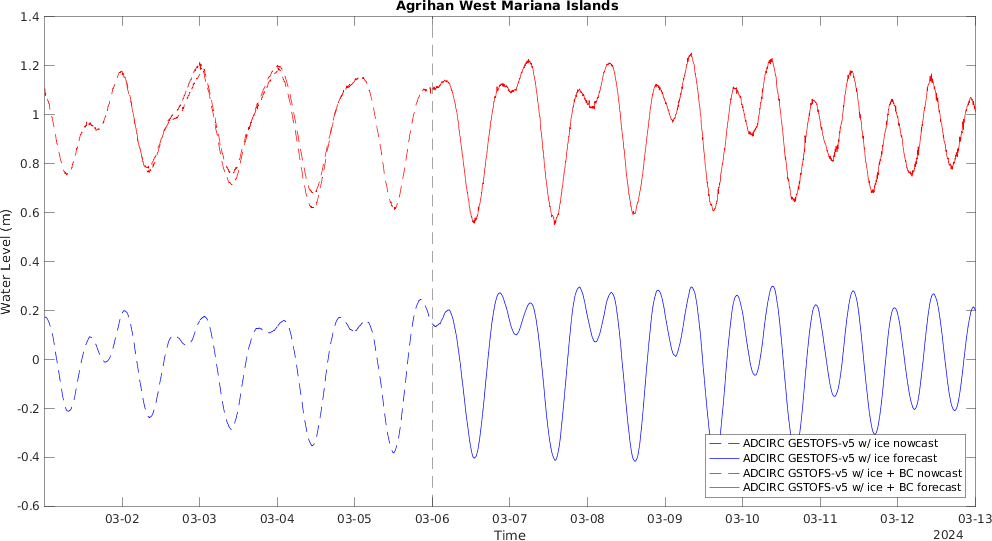 Agrihan West Mariana Islands
1.4
1.2
1
0.8
0.6
0.4
0.2
0
-0.2
-0.4
-0.6
Water Level (m)
ADCIRC GESTOFS-v5 w/ ice nowcast
ADCIRC GESTOFS-v5 w/ ice forecast
ADCIRC GSTOFS-v5 w/ ice + BC nowcast
ADCIRC GSTOFS-v5 w/ ice + BC forecast
03-02 03-03 03-04 03-05 03-06 03-07 03-08 03-09 03-10 03-11 03-12 03-13
Time
2024